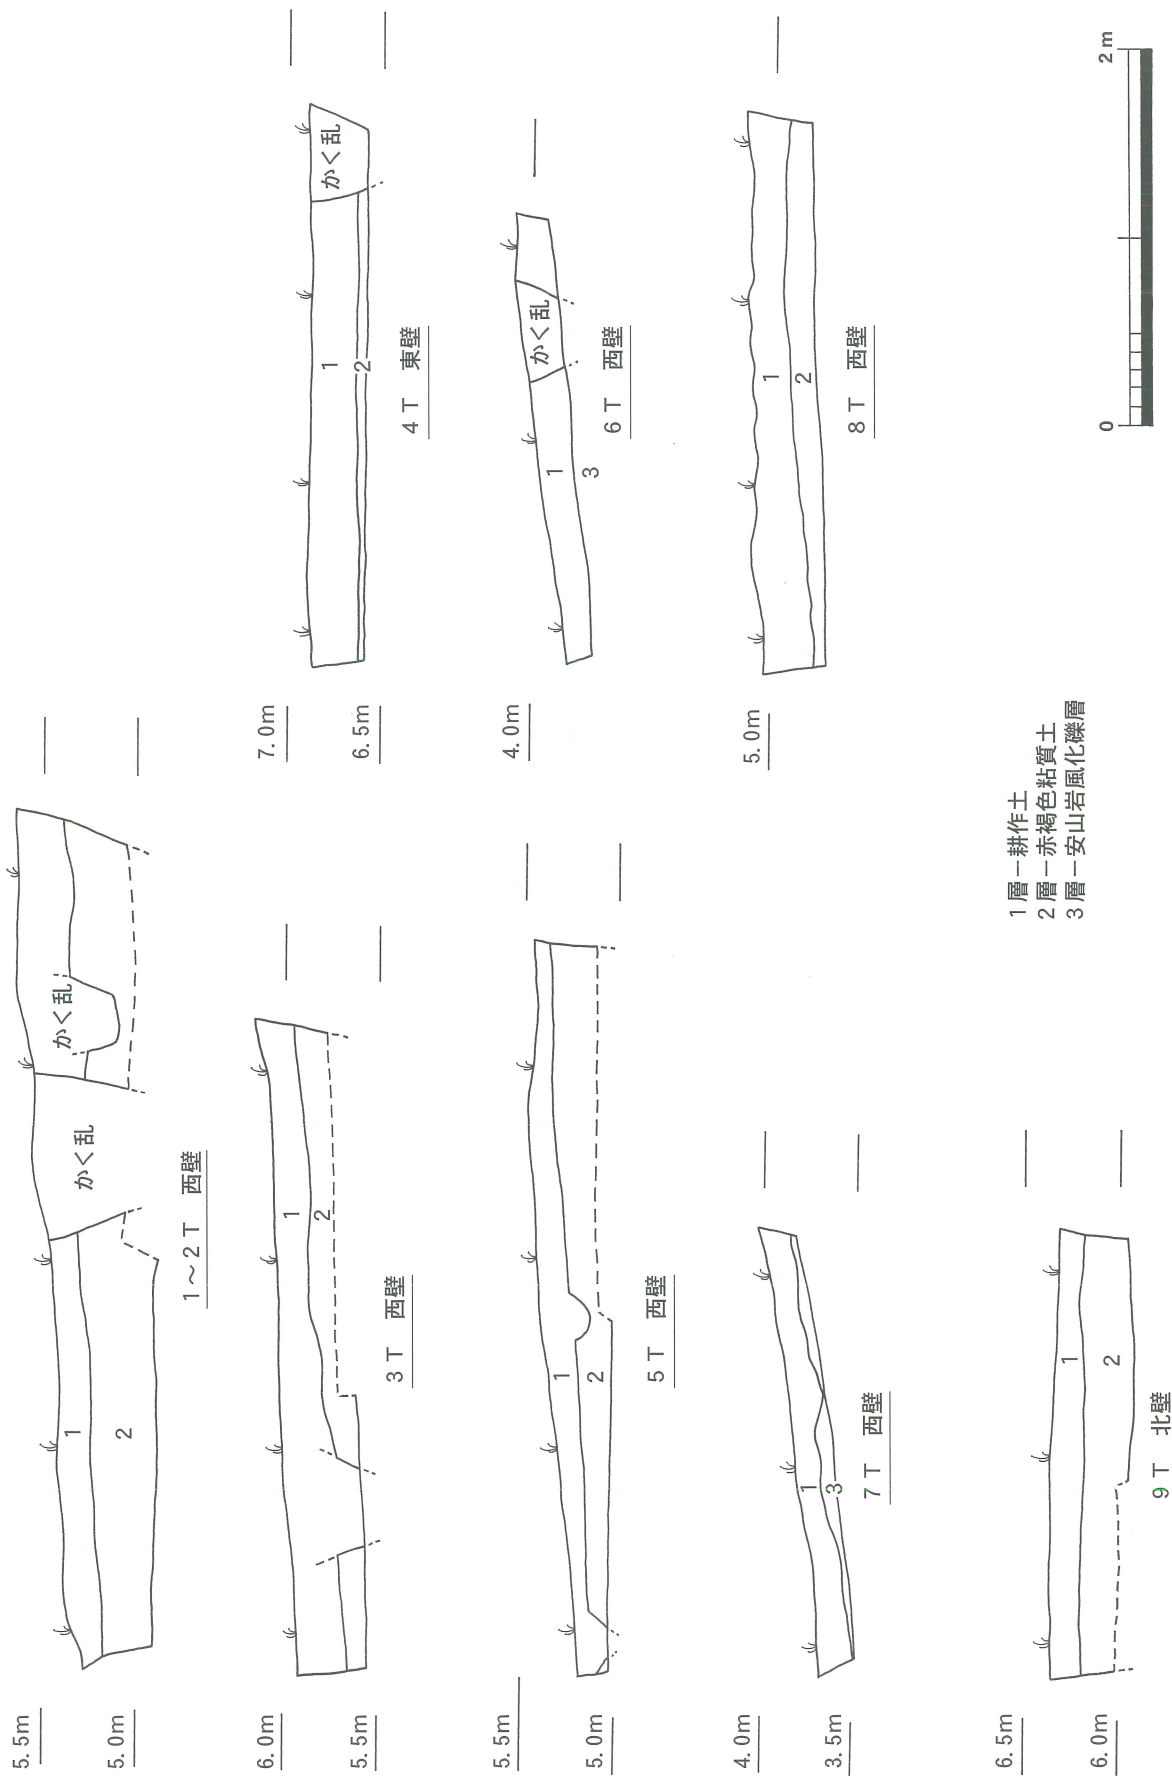 5.5m
5.0m
かく乱
かく乱
1
2
1～2T 西壁
6.0m
5.5m
1
2
3T 西壁
5.5m
5.0m
1
2
5T 西壁
4.0m
3.5m
1
3
7T 西壁
6.5m
6.0m
1
2
9T 北壁
7.0m
6.5m
かく乱
1
2
4T 東壁
4.0m
かく乱
1
3
6T 西壁
5.0m
1
2
8T 西壁
1層－耕作土
2層－赤褐色粘質土
3層－安山岩風化礫層
0
2m